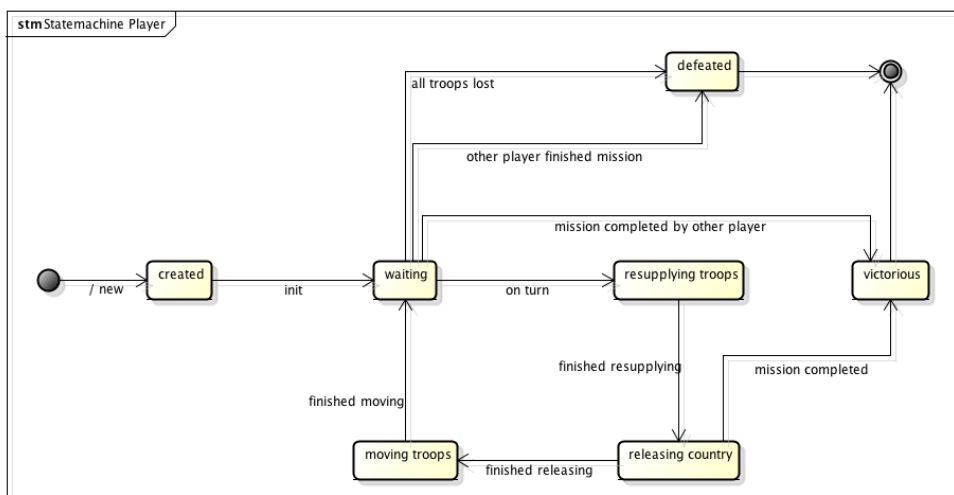 stm Statemachine Player
defeated
all troops lost
other player finished mission
mission completed by other player
created
waiting
resupplying troops
victorious
/ new
init
on turn
finished resupplying
mission completed
finished moving
moving troops
releasing country
finished releasing